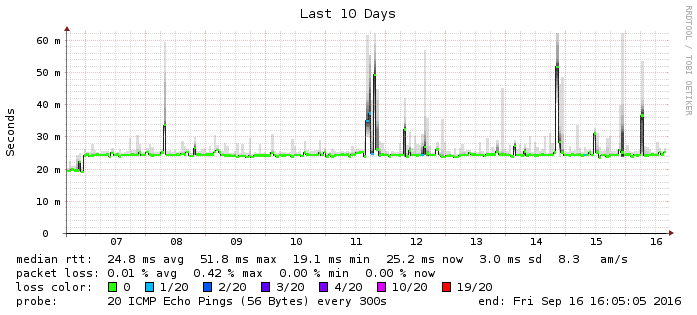 Last 10 Days
RRDTOOL / TOBI OETIKER
Seconds
60 m
50 m
40 m
30 m
20 m
10 m
0
07 08 09 10 11 12 13 14 15 16
median rtt: 24.8 ms avg 51.8 ms max 19.1 ms min 25.2 ms now 3.0 ms sd 8.3 am/s
packet loss: 0.01 % avg 0.42 % max 0.00 % min 0.00 % now
loss color: 0 1/20 2/20 3/20 4/20 10/20 19/20
probe: 20 ICMP Echo Pings (56 Bytes) every 300s end: Fri Sep 16 16:05:05 2016